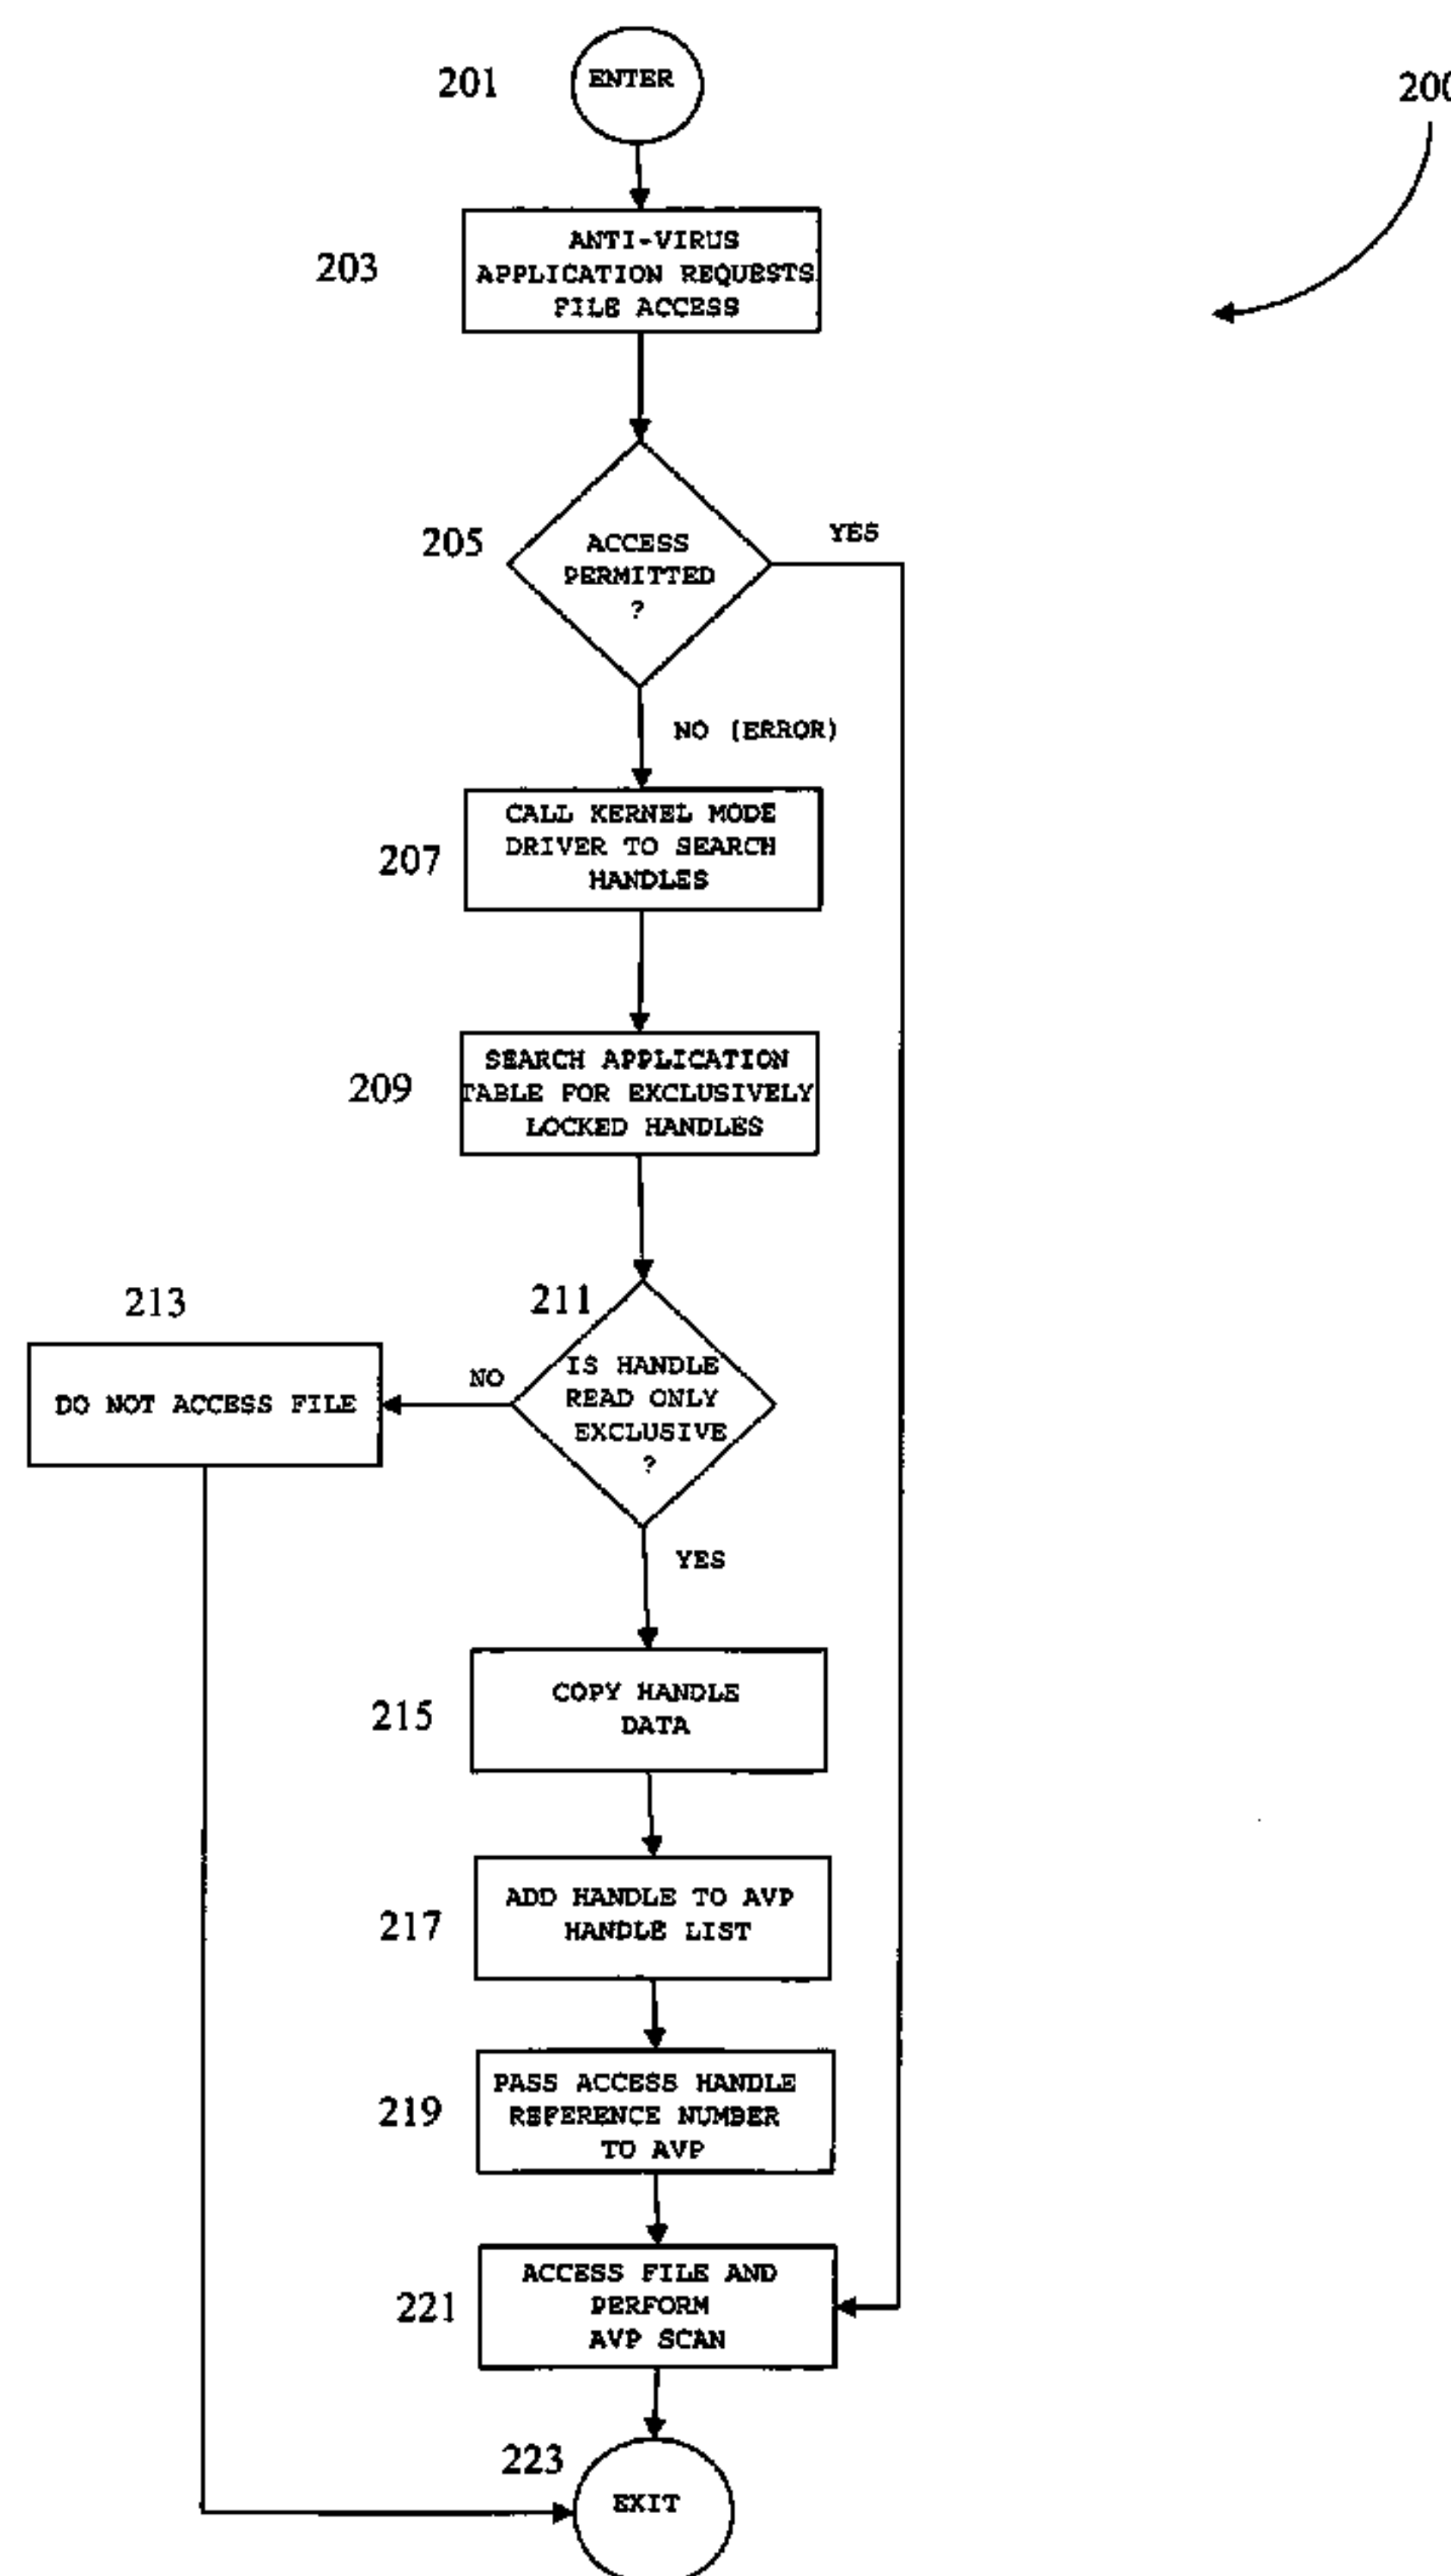 201
ENTER
200
203
ANTI-VIRUS
APPLICATION REQUESTS
FILE ACCESS
205
ACCESS
PERMITTED
?
YES
NO (ERROR)
207
CALL KERNEL MODE
DRIVER TO SEARCH
HANDLES
209
SEARCH APPLICATION
TABLE FOR EXCLUSIVELY
LOCKED HANDLES
213
211
DO NOT ACCESS FILE
NO
IS HANDLE
READ ONLY
EXCLUSIVE
?
YES
215
COPY HANDLE
DATA
217
ADD HANDLE TO AVP
HANDLE LIST
219
PASS ACCESS HANDLE
REFERENCE NUMBER
TO AVP
221
ACCESS FILE AND
PERFORM
AVP SCAN
223
EXIT